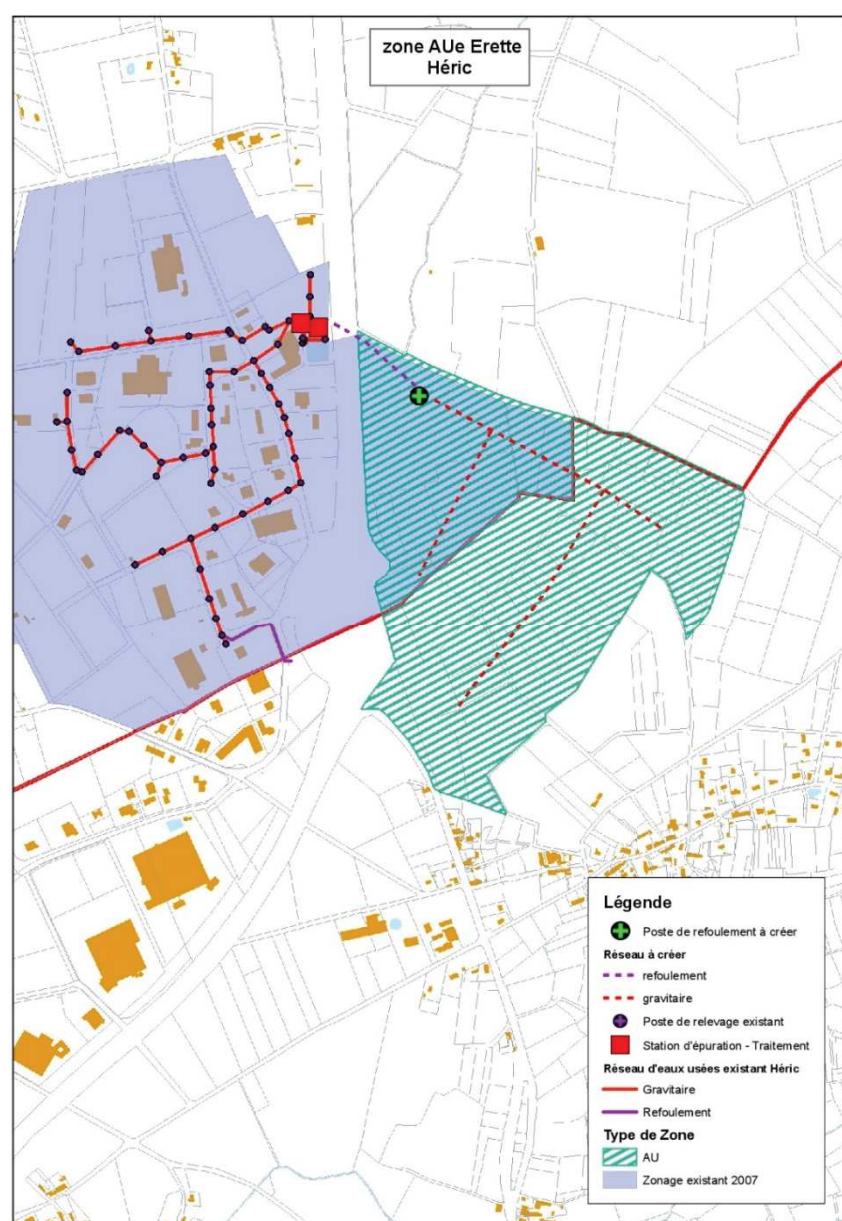 zone AUe Erette
Héric
Légende
Poste de refoulement à créer
Réseau à créer
refoulement
gravitaire
Poste de relevage existant
Station d'épuration - Traitement
Réseau d'eaux usées existant Héric
Gravitaire
Refoulement
Type de Zone
AU
Zonage existant 2007